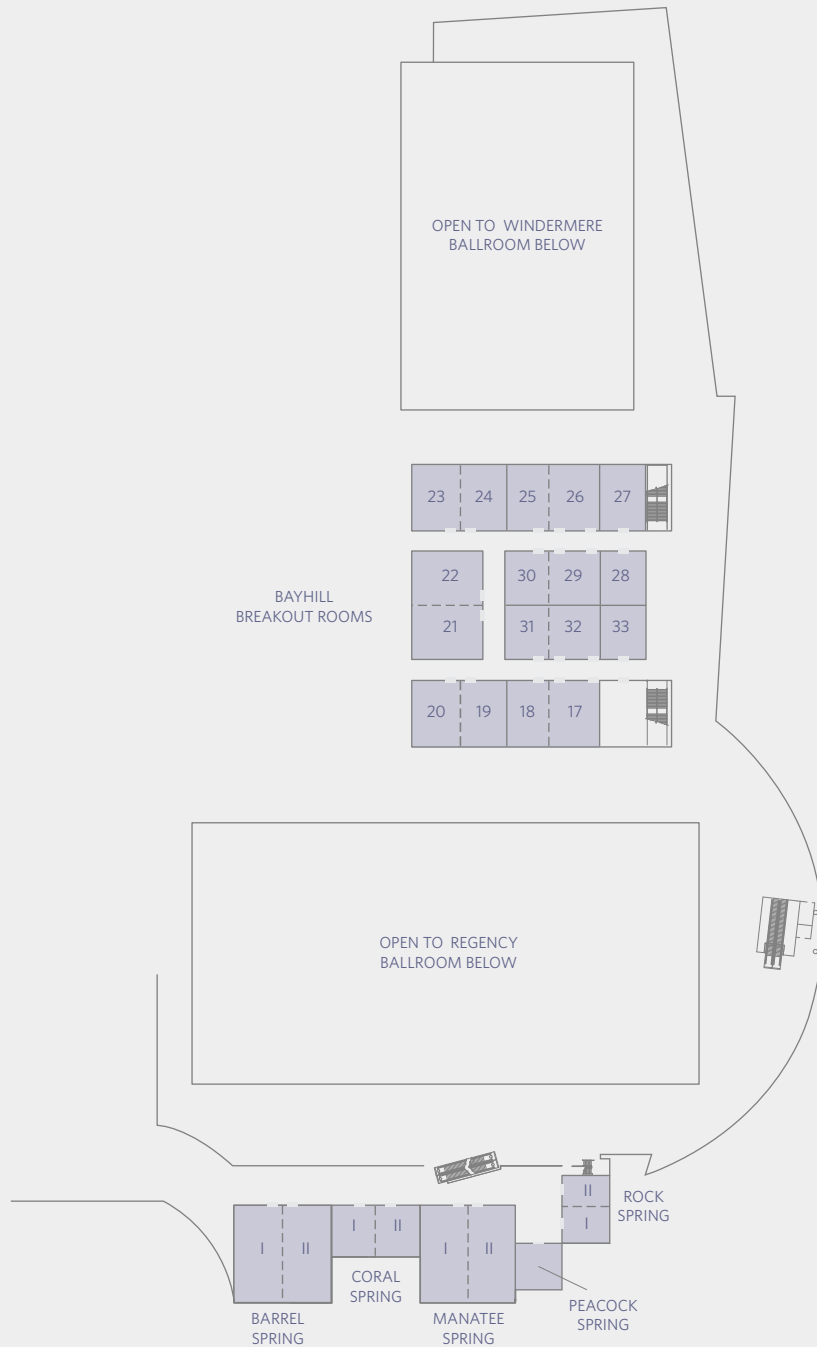 OPEN TO WINDERMERE
BALLROOM BELOW
23 24 25 26 27
22 30 29 28
BAYHILL
BREAKOUT ROOMS
21 31 32 33
20 19 18 17
OPEN TO REGENCY
BALLROOM BELOW
II
I
ROCK
SPRING
I II
I II
I II
CORAL
SPRING
PEACOCK
SPRING
BARREL
SPRING
MANATEE
SPRING